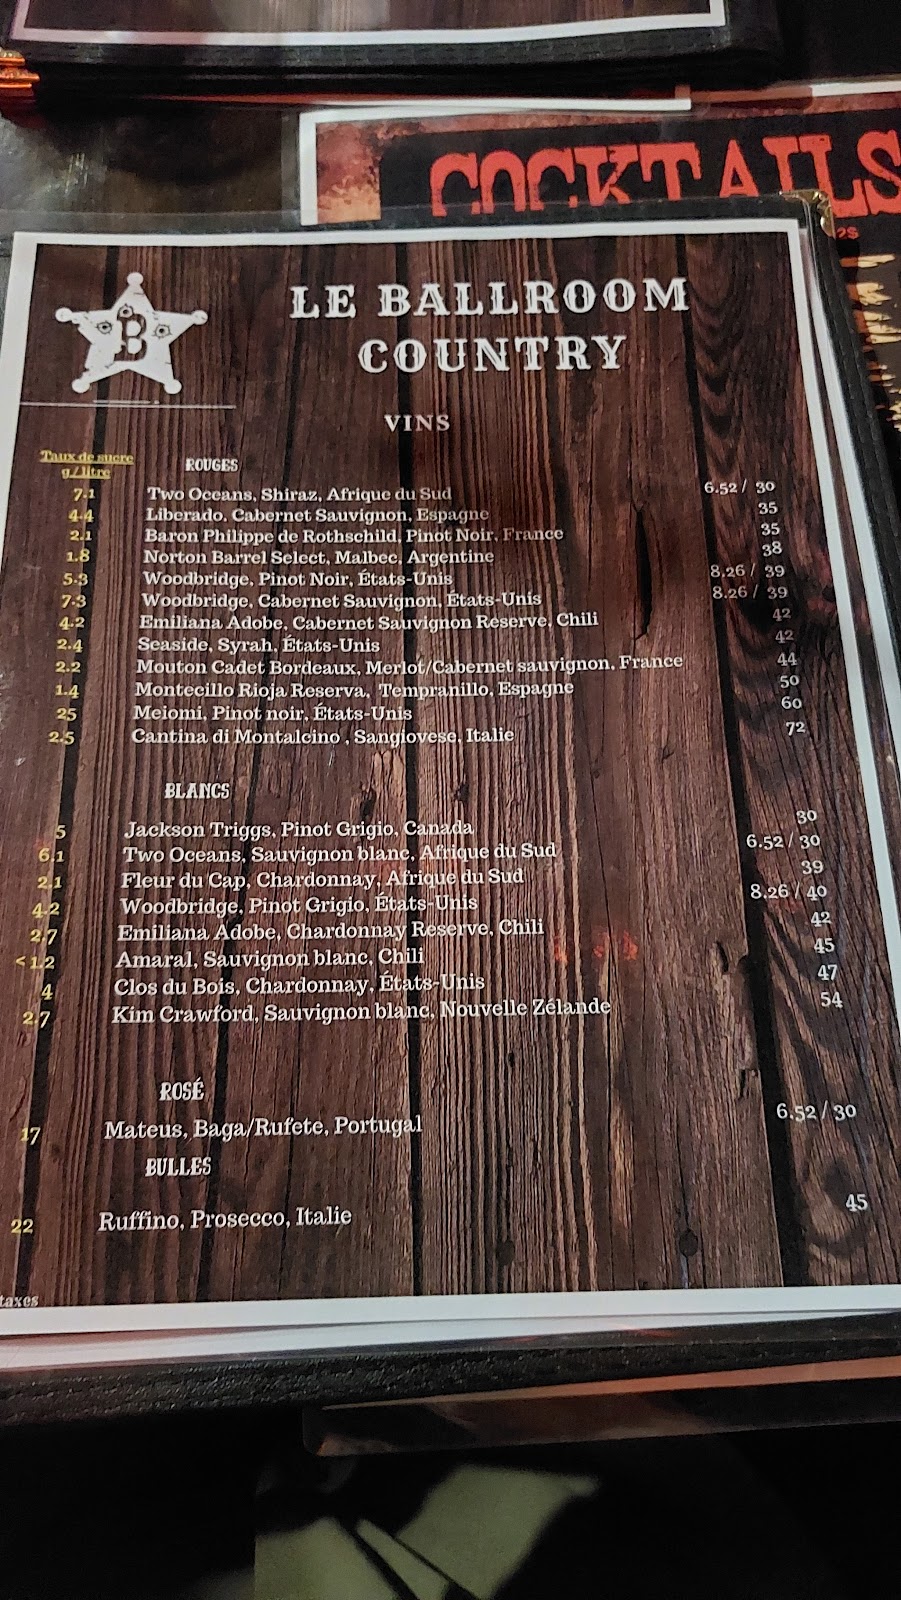 COCKTAILS
LE BALLROOM
COUNTRY
B
VINS
Taux de sucre
g/litre
ROUGES
7.1 Two Oceans, Shiraz, Afrique du Sud 6.52 / 30
4.4 Liberado, Cabernet Sauvignon, Espagne 35
2.1 Baron Philippe de Rothschild, Pinot Noir, France 35
1.8 Norton Barrel Select, Malbec, Argentine 38
5.3 Woodbridge, Pinot Noir, États-Unis 8.26 / 39
7.3 Woodbridge, Cabernet Sauvignon, États-Unis 8.26 / 39
4.2 Emiliana Adobe, Cabernet Sauvignon Reserve, Chili 42
2.4 Seaside, Syrah, États-Unis 42
2.2 Mouton Cadet Bordeaux, Merlot/Cabernet sauvignon, France 44
1.4 Montecillo Rioja Reserva, Tempranillo, Espagne 50
25 Meiomi, Pinot noir, États-Unis 60
2.5 Cantina di Montalcino , Sangiovese, Italie 72
BLANCS
5 Jackson Triggs, Pinot Grigio, Canada 30
6.1 Two Oceans, Sauvignon blanc, Afrique du Sud 6.52 / 30
2.1 Fleur du Cap, Chardonnay, Afrique du Sud 39
4.2 Woodbridge, Pinot Grigio, États-Unis 8.26 / 40
2.7 Emiliana Adobe, Chardonnay Reserve, Chili 42
< 1.2 Amaral, Sauvignon blanc, Chili 45
4 Clos du Bois, Chardonnay, États-Unis 47
2.7 Kim Crawford, Sauvignon blanc, Nouvelle Zélande 54
ROSÉ
17 Mateus, Baga/Rufete, Portugal 6.52 / 30
BULLES
22 Ruffino, Prosecco, Italie 45
taxes